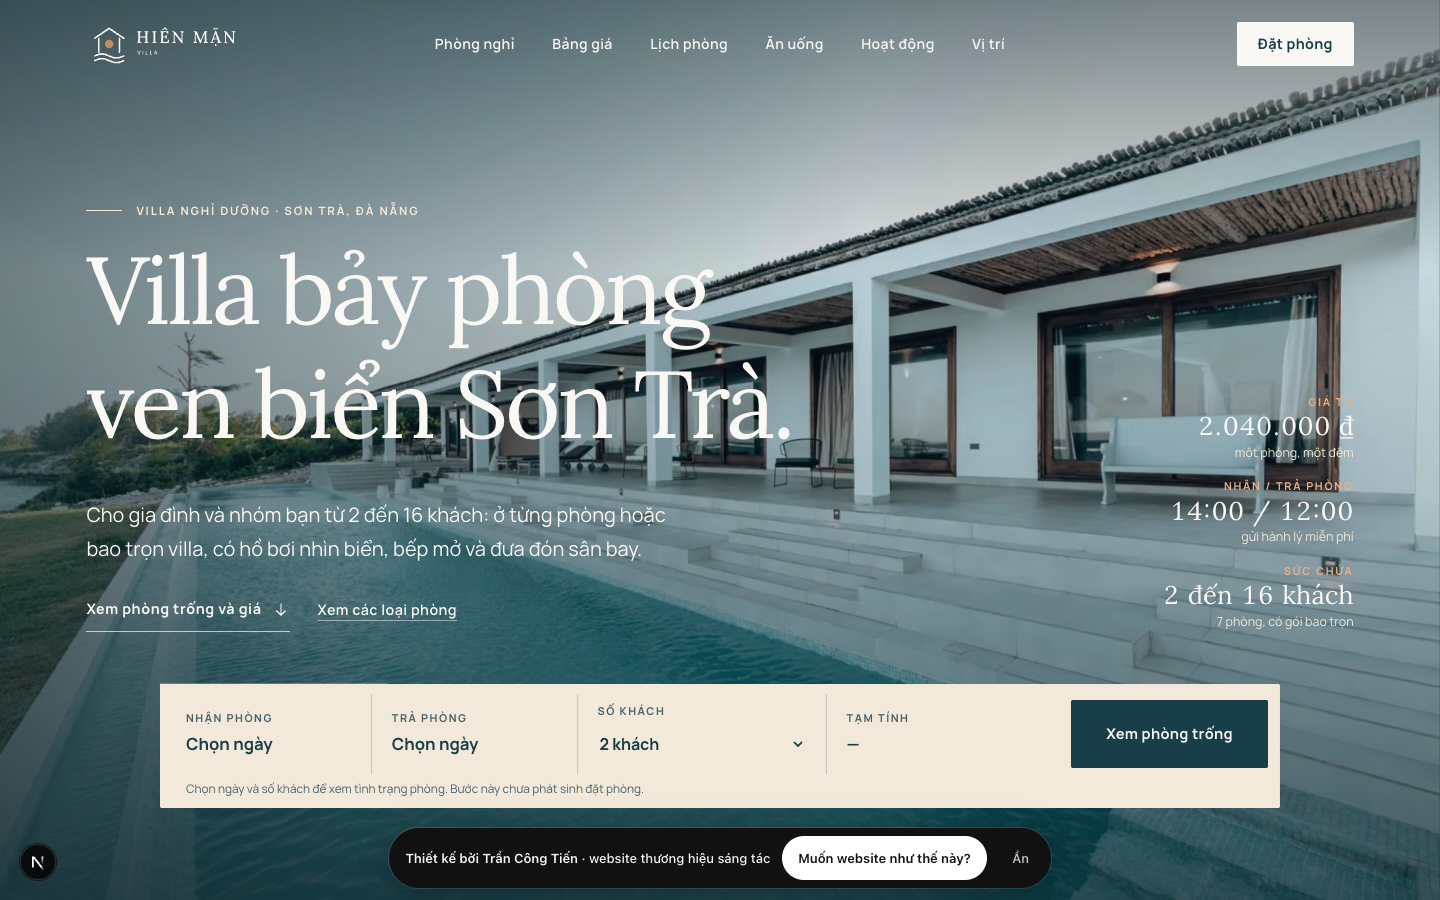 HIÊN MẶN
VILLA
Phòng nghỉ
Bảng giá
Lịch phòng
Ăn uống
Hoạt động
Vị trí
Đặt phòng
VILLA NGHỈ DƯỠNG · SƠN TRÀ, ĐÀ NẴNG
Villa bảy phòng
ven biển Sơn Trà.
Cho gia đình và nhóm bạn từ 2 đến 16 khách: ở từng phòng hoặc
bao trọn villa, có hồ bơi nhìn biển, bếp mở và đưa đón sân bay.
Xem phòng trống và giá ↓
Xem các loại phòng
GIÁ TỪ
2.040.000 ₫
một phòng, một đêm
NHẬN / TRẢ PHÒNG
14:00 / 12:00
gửi hành lý miễn phí
SỨC CHỨA
2 đến 16 khách
7 phòng, có gói bao trọn
NHẬN PHÒNG
Chọn ngày
TRẢ PHÒNG
Chọn ngày
SỐ KHÁCH
2 khách
TẠM TÍNH
—
Xem phòng trống
Chọn ngày và số khách để xem tình trạng phòng. Bước này chưa phát sinh đặt phòng.
N
Thiết kế bởi Trần Công Tiến · website thương hiệu sáng tác
Muốn website như thế này?
Ẩn